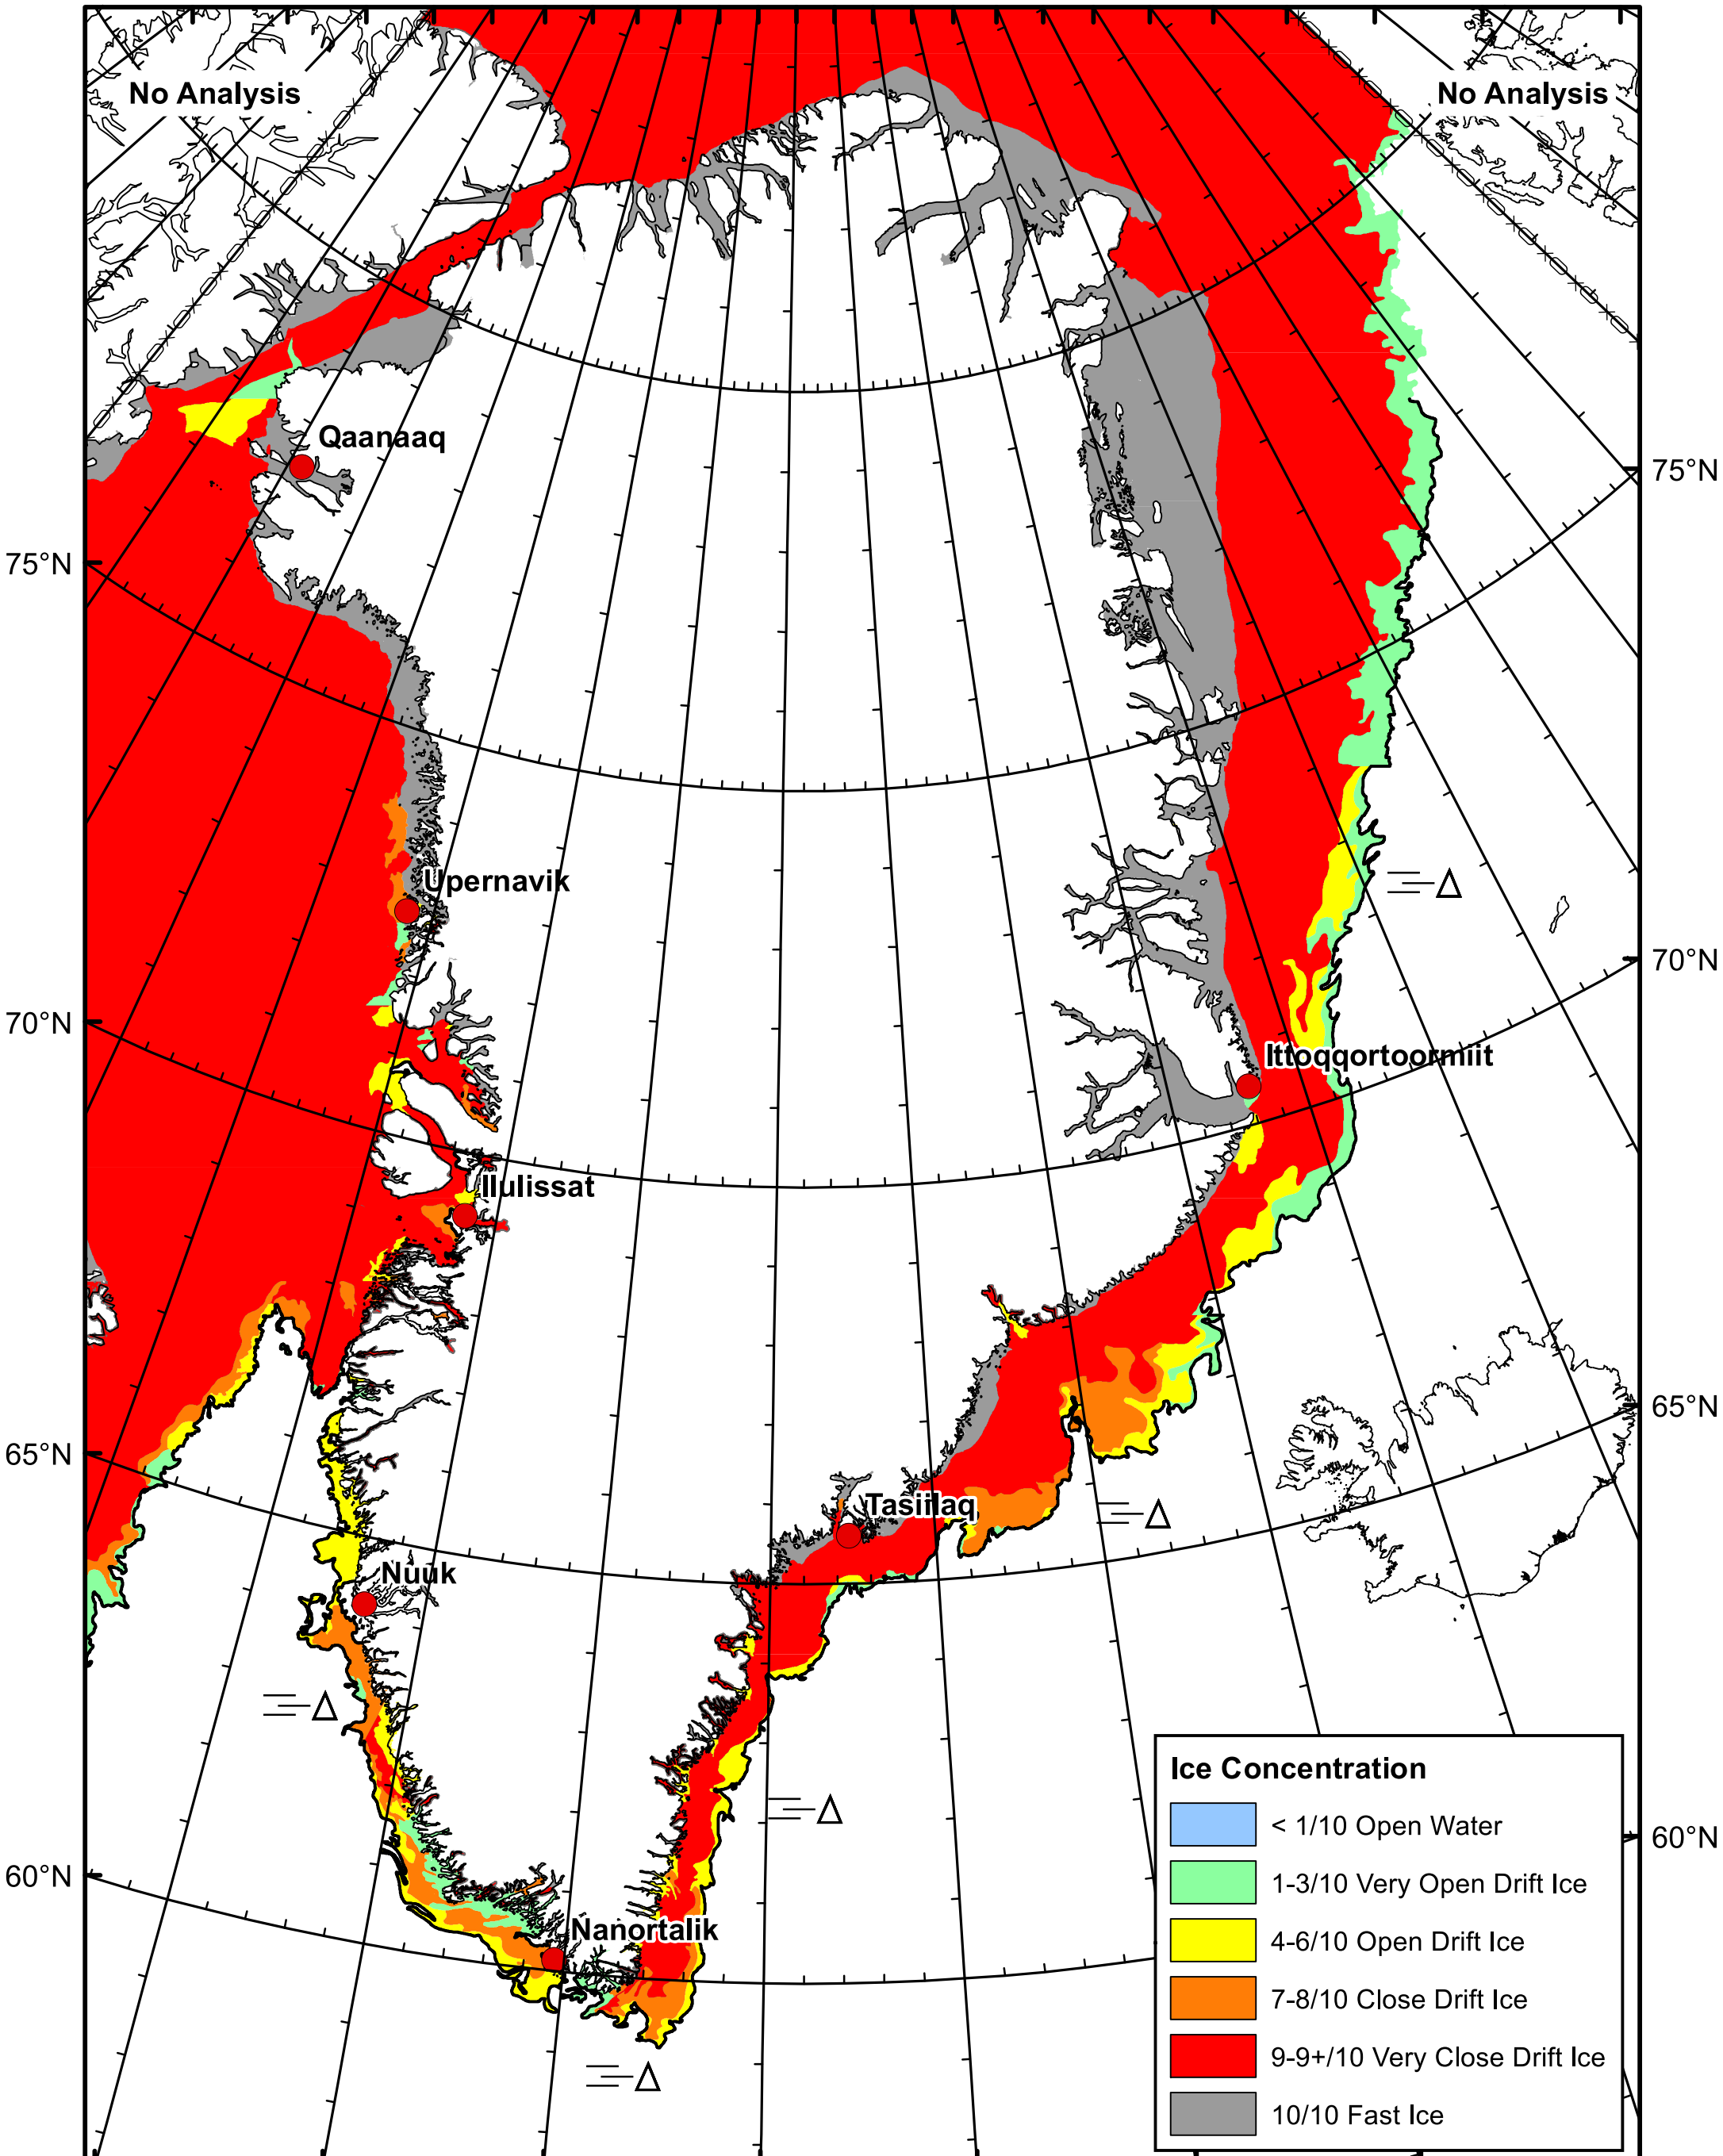 No Analysis
No Analysis
Qaanaaq
75°N
75°N
Upernavik
70°N
70°N
Ittoqqortoormiit
Ilulissat
65°N
65°N
Tasiilaq
Nuuk
Ice Concentration
< 1/10 Open Water
60°N
60°N
1-3/10 Very Open Drift Ice
Nanortalik
4-6/10 Open Drift Ice
7-8/10 Close Drift Ice
9-9+/10 Very Close Drift Ice
10/10 Fast Ice